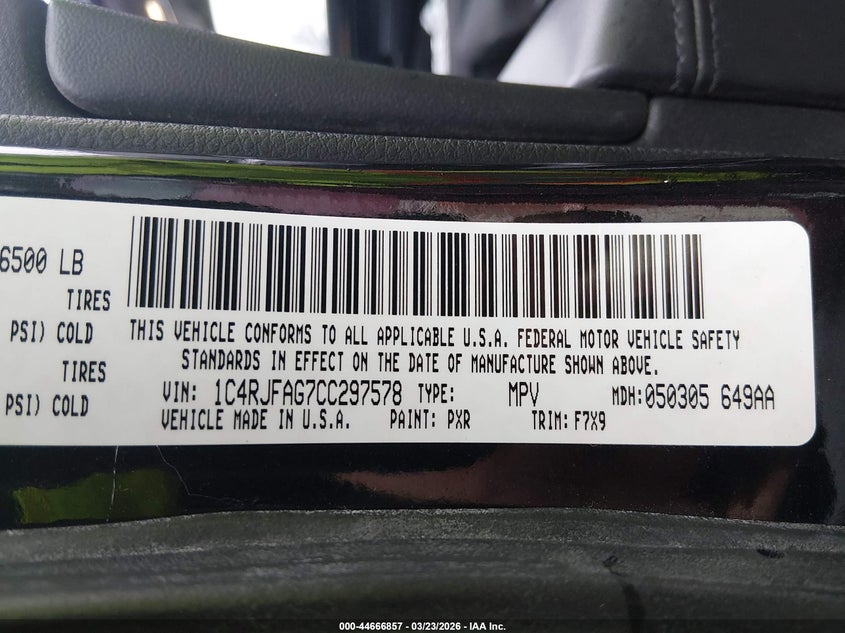 6500 LB
TIRES
PSI) COLD
TIRES
PSI) COLD
THIS VEHICLE CONFORMS TO ALL APPLICABLE U.S.A. FEDERAL MOTOR VEHICLE SAFETY
STANDARDS IN EFFECT ON THE DATE OF MANUFACTURE SHOWN ABOVE.
VIN: 1C4RJFAG7CC297578 TYPE: MPV MDH:050305 649AA
VEHICLE MADE IN U.S.A. PAINT: PXR TRIM: F7X9
000-44666857 | 03/23/2026 - IAA Inc.